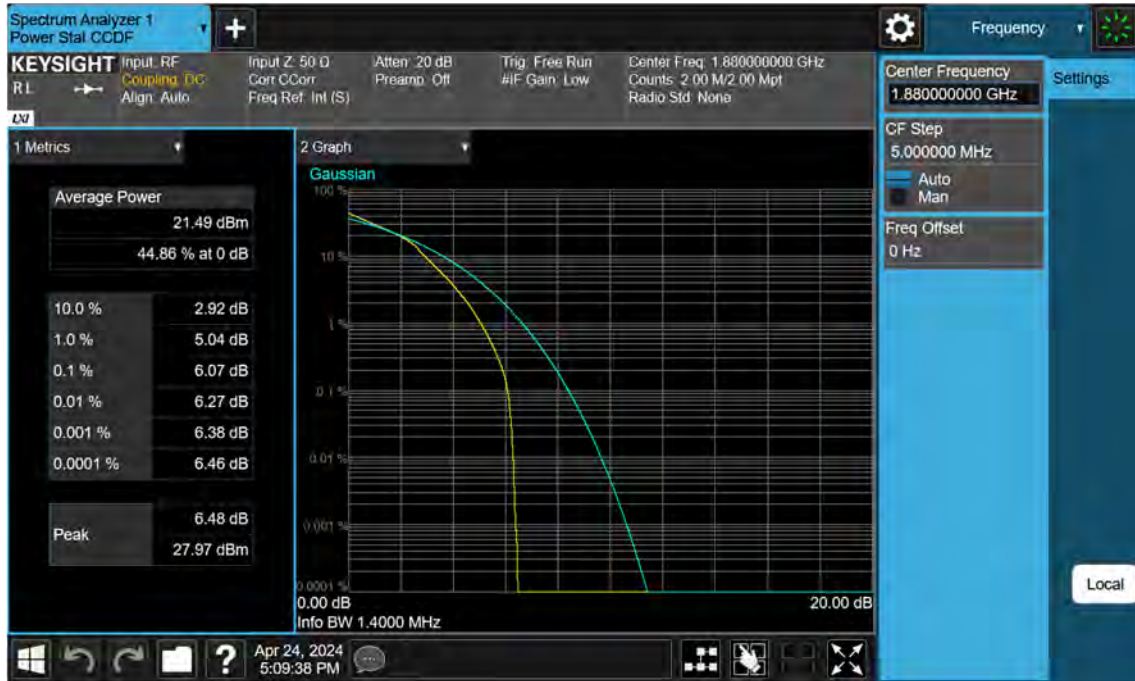 Spectrum Analyzer 1
Power Stat CCDF
+
Frequency
KEYSIGHT
RL
LXI
Input: RF
Coupling: DC
Align: Auto
Input Z: 50 Ω
Corr CCorr
Freq Ref: Int (S)
Atten: 20 dB
Preamp: Off
Trig: Free Run
#IF Gain: Low
Center Freq: 1.880000000 GHz
Counts: 2.00 M/2.00 Mpt
Radio Std: None
Center Frequency
1.880000000 GHz
Settings
CF Step
5.000000 MHz
Auto
Man
Freq Offset
0 Hz
1 Metrics
Average Power
21.49 dBm
44.86 % at 0 dB
10.0 % 2.92 dB
1.0 % 5.04 dB
0.1 % 6.07 dB
0.01 % 6.27 dB
0.001 % 6.38 dB
0.0001 % 6.46 dB
Peak
6.48 dB
27.97 dBm
2 Graph
Gaussian
100 %
10 %
1 %
0.1 %
0.01 %
0.001 %
0.0001 %
0.00 dB 20.00 dB
Info BW 1.4000 MHz
Local
?
Apr 24, 2024
5:09:38 PM